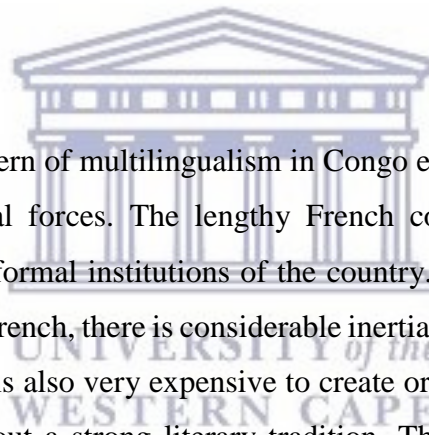 ern of multilingualism in Congo e
al forces. The lengthy French co
formal institutions of the country.
rench, there is considerable inertia
UNIVERSITY of the
s also very expensive to create or
WESTERN CAPE
out a strong literary tradition. Th